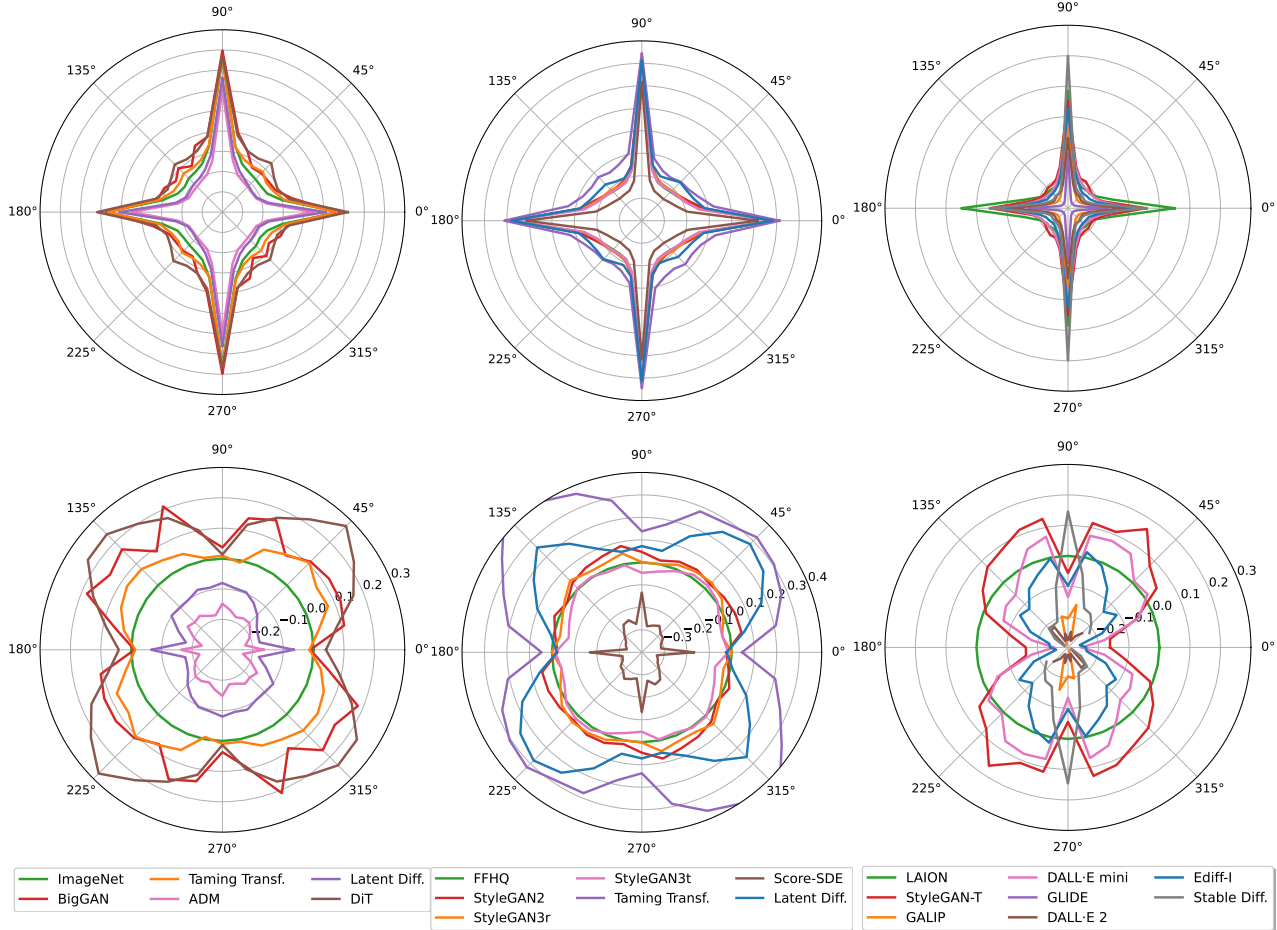 90° 90° 90°
135° 45° 135° 45° 135° 45°
180° 0° 180° 0° 180° 0°
225° 315° 225° 315° 225° 315°
270° 270° 270°
90° 90° 90°
135° 45° 135° 45° 135° 45°
0.3 0.4 0.3
0.2 0.3 0.2
0.1 0.2 0.1
0.0 0.1 0.0
−0.1 −0.0 −0.1
−0.2 −0.2 −0.2
−0.3
180° 0° 180° 0° 180° 0°
225° 315° 225° 315° 225° 315°
270° 270° 270°
ImageNet Taming Transf. Latent Diff.
BigGAN ADM DiT
FFHQ StyleGAN3t Score-SDE
StyleGAN2 Taming Transf. Latent Diff.
StyleGAN3r
LAION DALL·E mini Ediff-I
StyleGAN-T GLIDE Stable Diff.
GALIP DALL·E 2